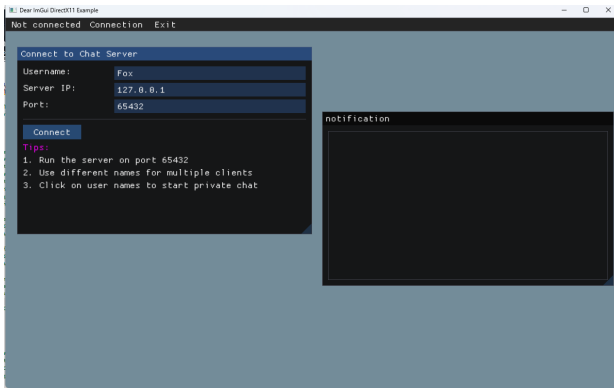 Dear ImGui DirectX11 Example
Not connected Connection Exit
Connect to Chat Server
Username: Fox
Server IP: 127.0.0.1
Port: 65432
Connect
Tips:
1. Run the server on port 65432
2. Use different names for multiple clients
3. Click on user names to start private chat
notification